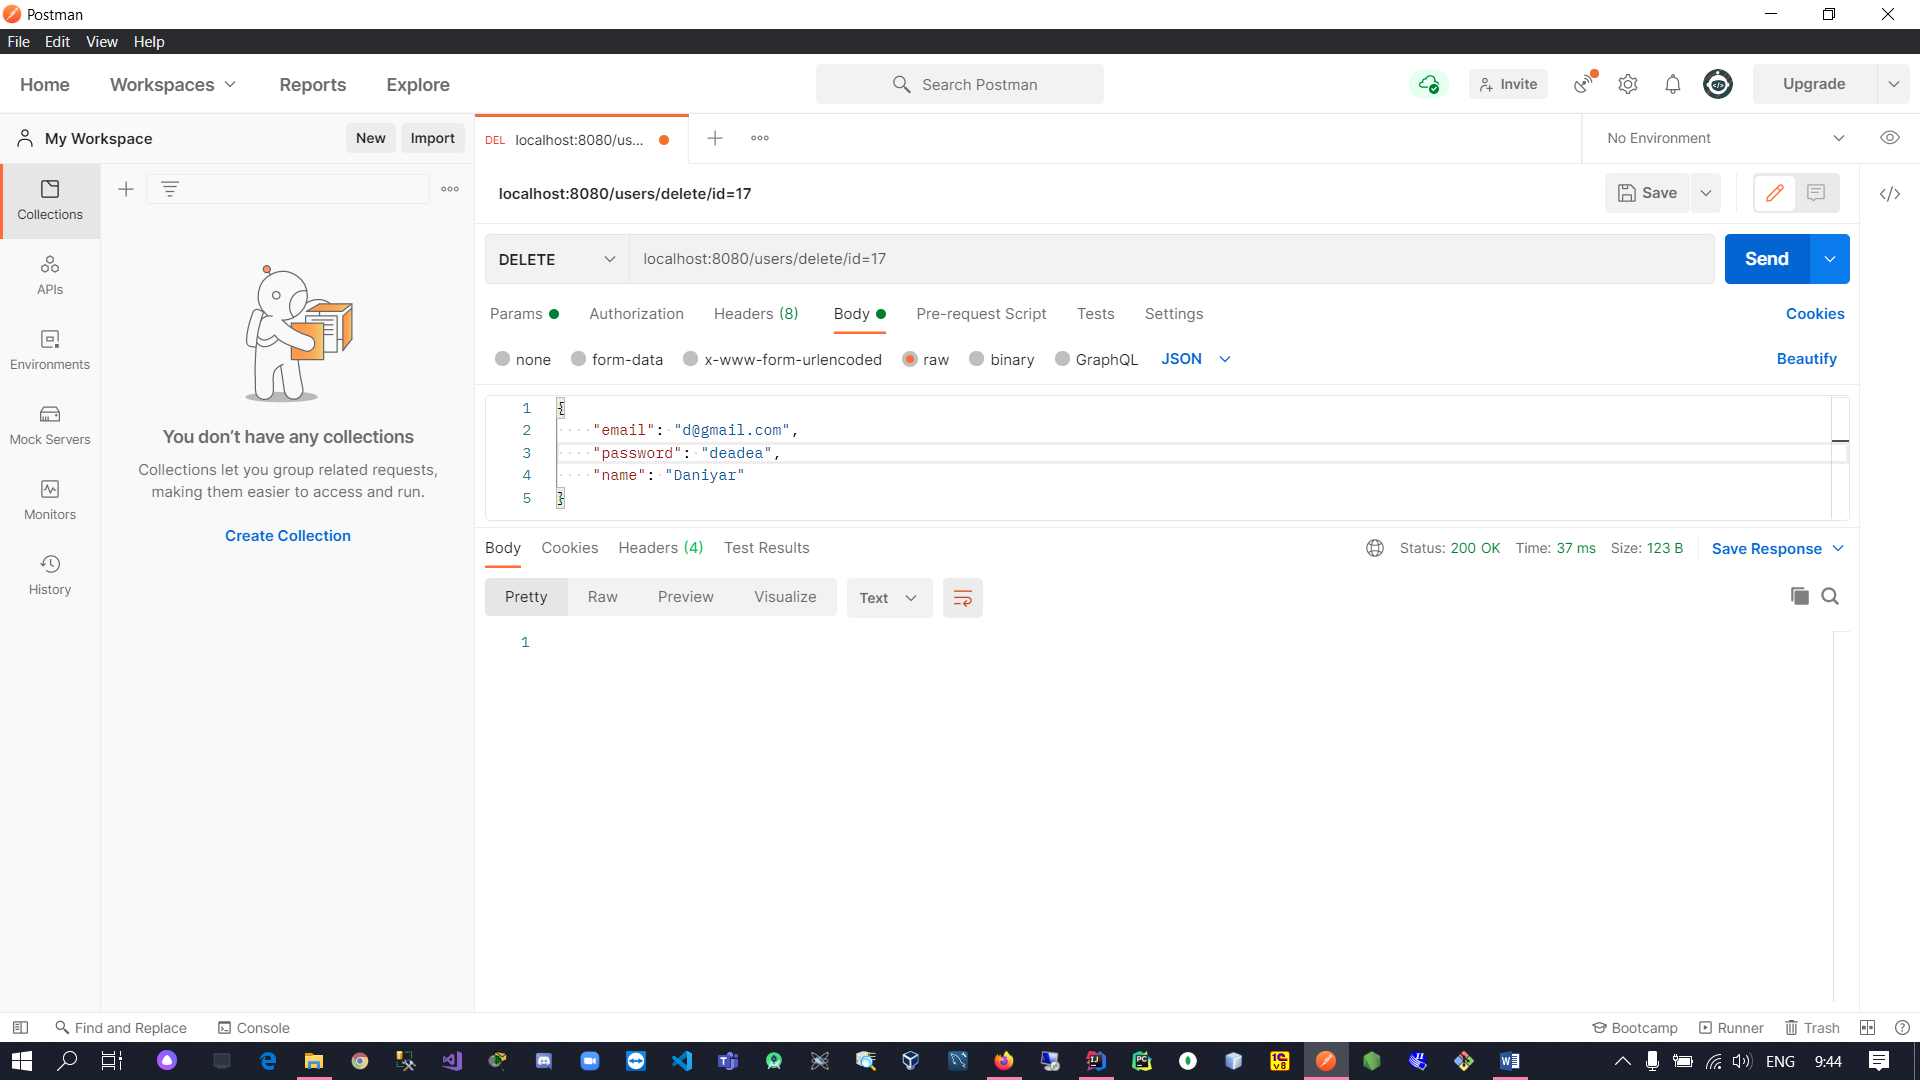 Postman
File Edit View Help
Home Workspaces Reports Explore
Search Postman
Invite
Upgrade
My Workspace
New Import
DEL localhost:8080/us...
No Environment
Collections
APIs
Environments
Mock Servers
Monitors
History
You don't have any collections
Collections let you group related requests,
making them easier to access and run.
Create Collection
localhost:8080/users/delete/id=17
Save
DELETE localhost:8080/users/delete/id=17
Send
Params Authorization Headers (8) Body Pre-request Script Tests Settings Cookies
none form-data x-www-form-urlencoded raw binary GraphQL JSON Beautify
1 {
2 "email": "d@gmail.com",
3 "password": "deadea",
4 "name": "Daniyar"
5 }
Body Cookies Headers (4) Test Results Status: 200 OK Time: 37 ms Size: 123 B Save Response
Pretty Raw Preview Visualize Text
1
Find and Replace Console
Bootcamp Runner Trash
ENG 9:44